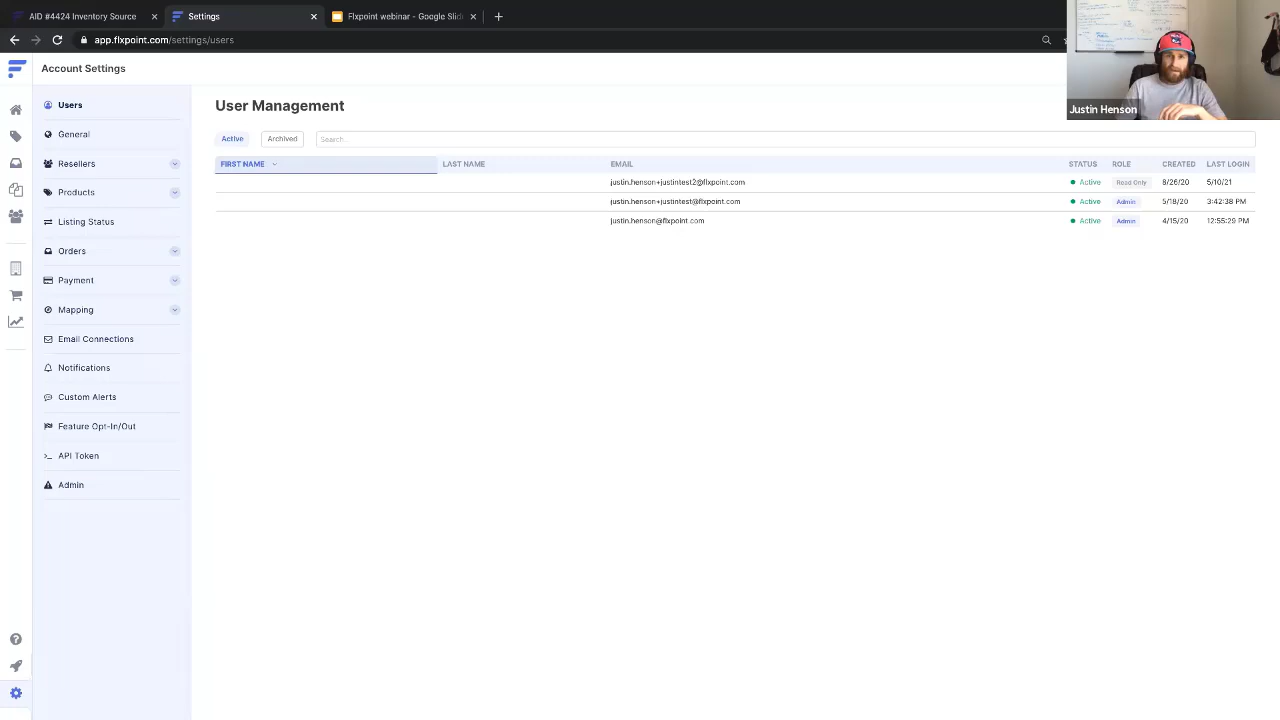 AID #4424 Inventory Source
Settings
Flxpoint webinar - Google Slid
app.flxpoint.com/settings/users
Account Settings
Justin Henson
Users
General
Resellers
Products
Listing Status
Orders
Payment
Mapping
Email Connections
Notifications
Custom Alerts
Feature Opt-In/Out
API Token
Admin
User Management
Active Archived Search...
FIRST NAME LAST NAME EMAIL STATUS ROLE CREATED LAST LOGIN
justin.henson+justintest2@flxpoint.com Active Read Only 8/26/20 5/10/21
justin.henson+justintest@flxpoint.com Active Admin 5/18/20 3:42:38 PM
justin.henson@flxpoint.com Active Admin 4/15/20 12:55:29 PM